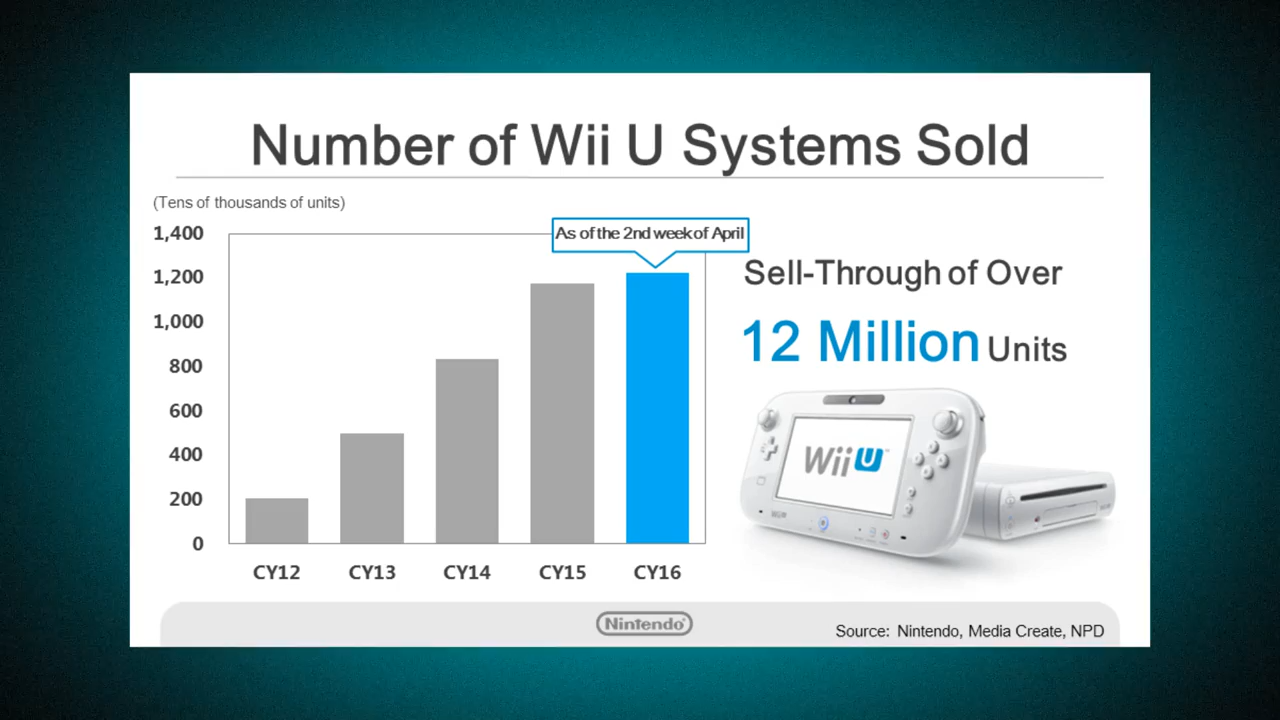 Number of Wii U Systems Sold
(Tens of thousands of units)
1,400
1,200
1,000
800
600
400
200
0
As of the 2nd week of April
CY12
CY13
CY14
CY15
CY16
Sell-Through of Over
12 Million Units
Wii U
Nintendo
Source: Nintendo, Media Create, NPD